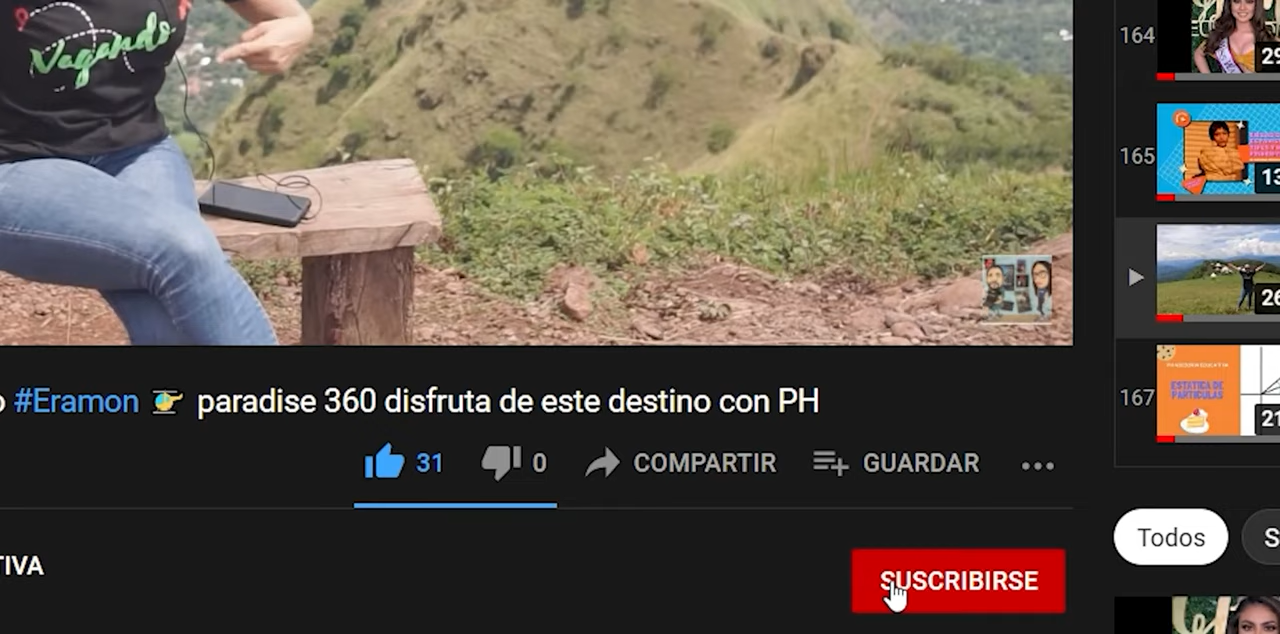 Vagando
164
29
165
13
26
ESTATICA DE
PARTICULAS
167
21
#Eramon paradise 360 disfruta de este destino con PH
31
0
COMPARTIR
GUARDAR
Todos
S
TIVA
SUSCRIBIRSE